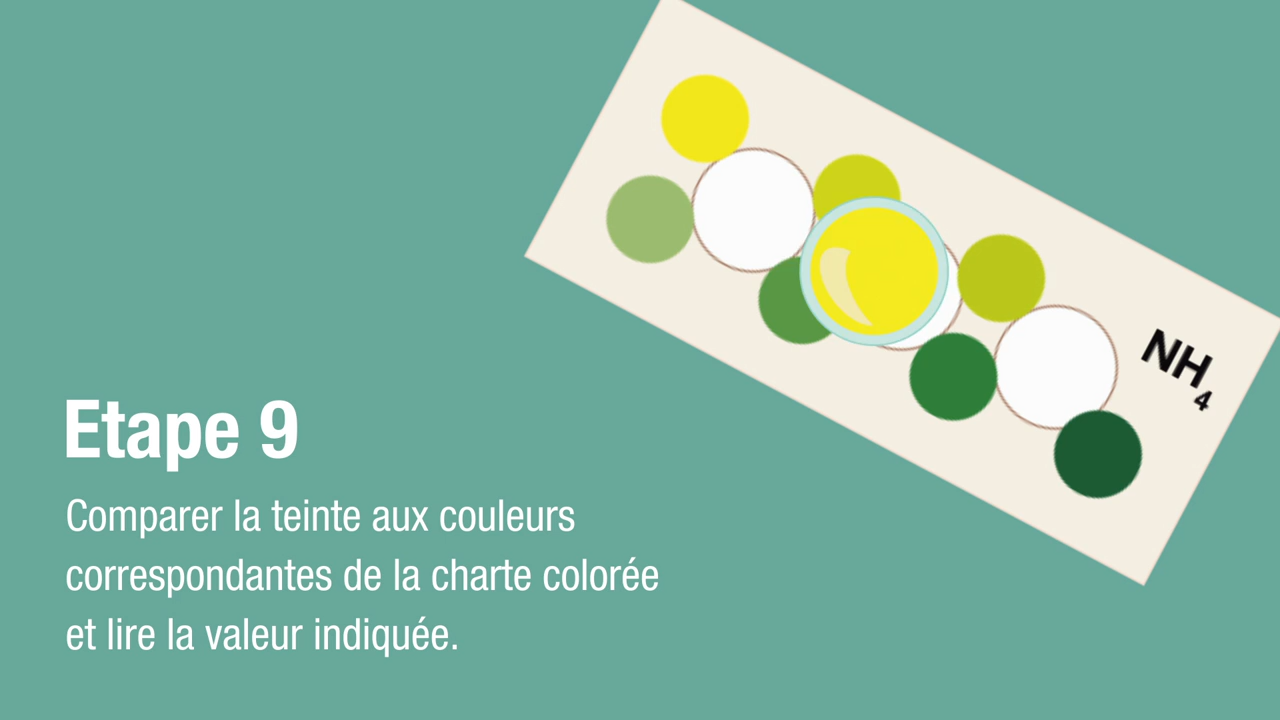 NH₄
Etape 9
Comparer la teinte aux couleurs
correspondantes de la charte colorée
et lire la valeur indiquée.